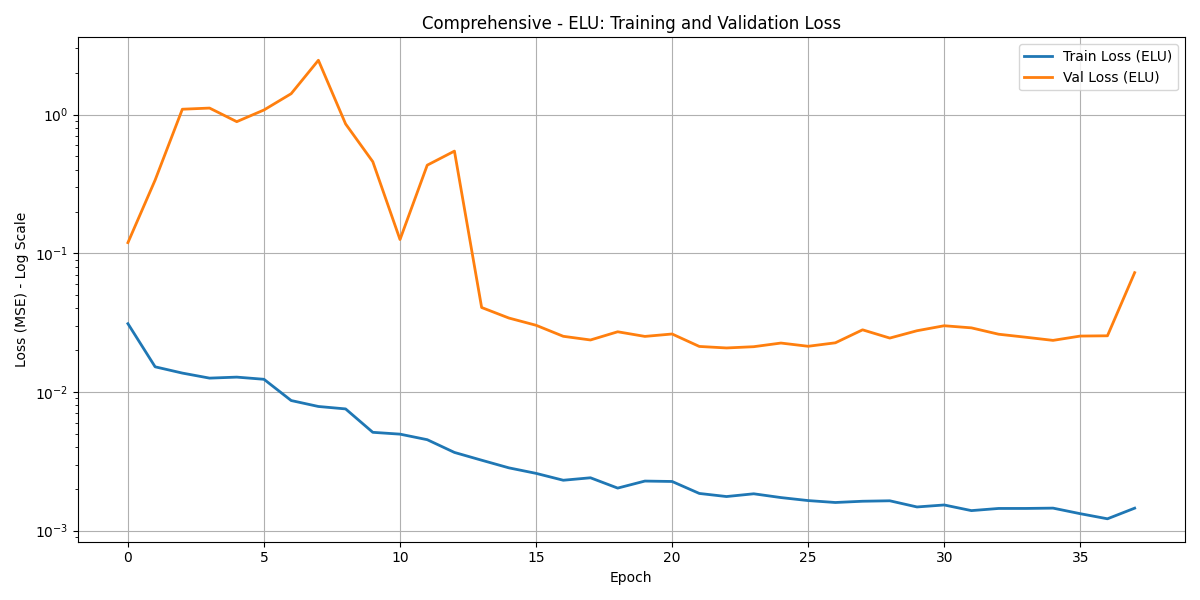 Comprehensive - ELU: Training and Validation Loss
Train Loss (ELU)
Val Loss (ELU)
Loss (MSE) - Log Scale
10⁰
10⁻¹
10⁻²
10⁻³
0 5 10 15 20 25 30 35
Epoch